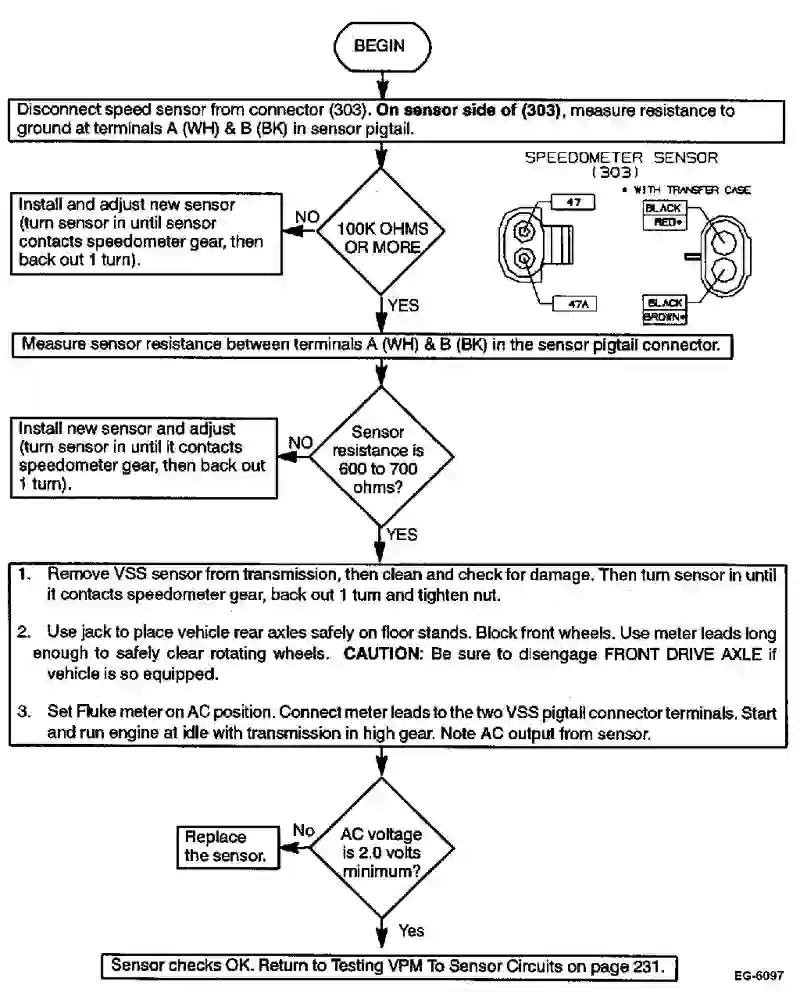 BEGIN
Disconnect speed sensor from connector (303). On sensor side of (303), measure resistance to
ground at terminals A (WH) & B (BK) in sensor pigtail.
SPEEDOMETER SENSOR
(303)
* WITH TRANSFER CASE
47
BLACK
RED*
47A
BLACK
BROWN*
Install and adjust new sensor
(turn sensor in until sensor
contacts speedometer gear, then
back out 1 turn).
NO
100K OHMS
OR MORE
YES
Measure sensor resistance between terminals A (WH) & B (BK) in the sensor pigtail connector.
Install new sensor and adjust
(turn sensor in until it contacts
speedometer gear, then back out
1 turn).
NO
Sensor
resistance is
600 to 700
ohms?
YES
1. Remove VSS sensor from transmission, then clean and check for damage. Then turn sensor in until
it contacts speedometer gear, back out 1 turn and tighten nut.
2. Use jack to place vehicle rear axles safely on floor stands. Block front wheels. Use meter leads long
enough to safely clear rotating wheels. CAUTION: Be sure to disengage FRONT DRIVE AXLE if
vehicle is so equipped.
3. Set Fluke meter on AC position. Connect meter leads to the two VSS pigtail connector terminals. Start
and run engine at idle with transmission in high gear. Note AC output from sensor.
Replace
the sensor.
No
AC voltage
is 2.0 volts
minimum?
Yes
Sensor checks OK. Return to Testing VPM To Sensor Circuits on page 231.
EG-6097